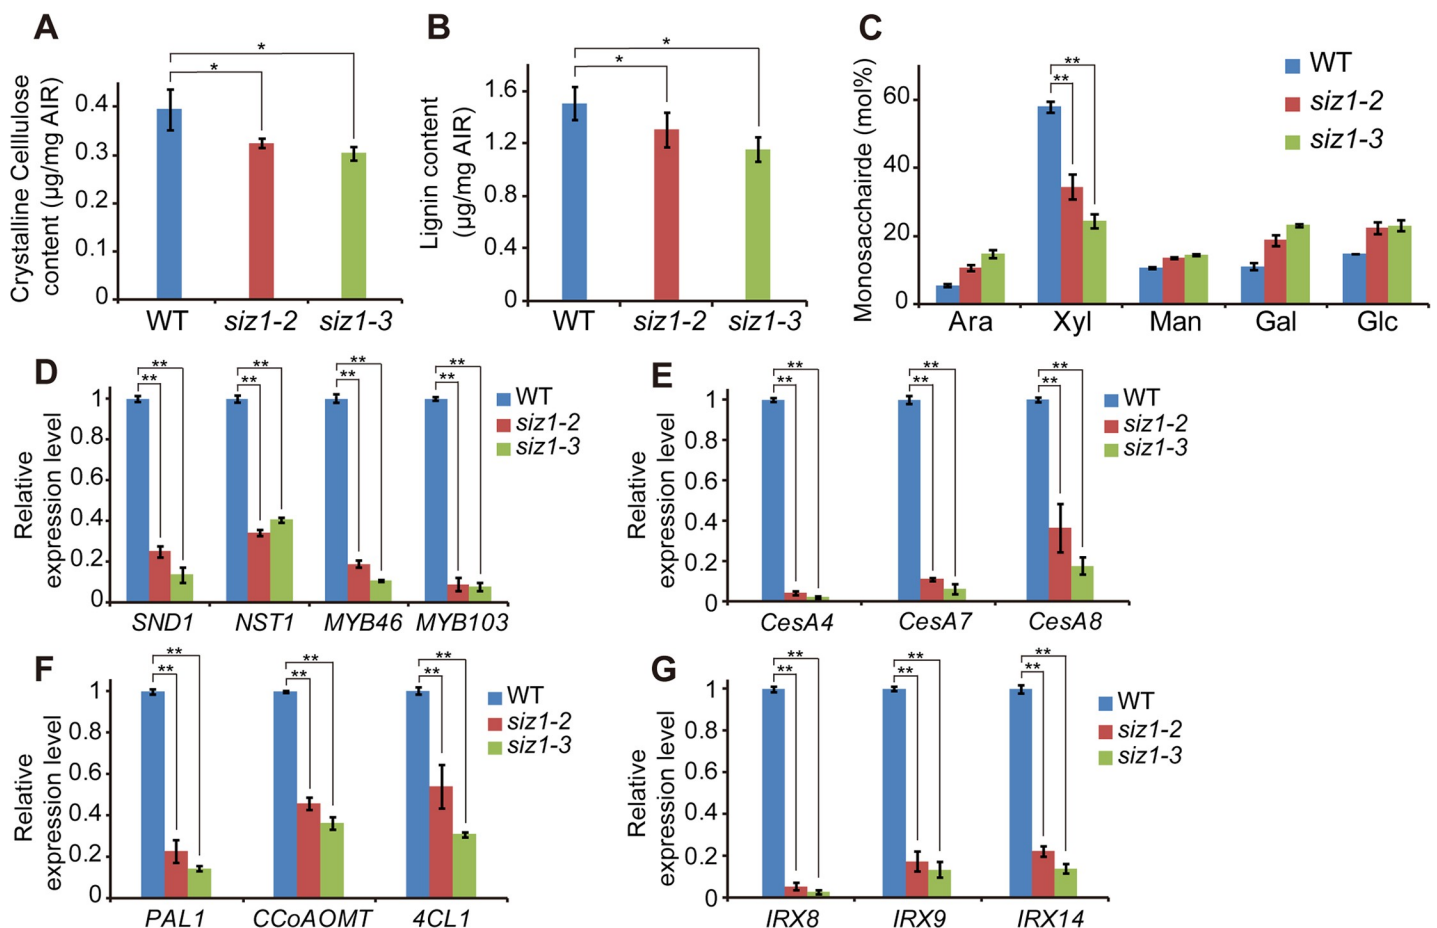 A
Crystalline Celllulose
content (µg/mg AIR)
0.4
0.3
0.2
0.1
0
*
*
WT
siz1-2
siz1-3
B
Lignin content
(µg/mg AIR)
1.6
1.2
0.8
0.4
0
*
*
WT
siz1-2
siz1-3
C
Monosacchairde (mol%)
60
40
20
0
**
**
Ara
Xyl
Man
Gal
Glc
WT
siz1-2
siz1-3
D
Relative
expression level
1
0.8
0.6
0.4
0.2
0
**
**
**
**
**
**
**
**
SND1
NST1
MYB46
MYB103
WT
siz1-2
siz1-3
E
Relative
expression level
1
0.8
0.6
0.4
0.2
0
**
**
**
**
**
**
CesA4
CesA7
CesA8
WT
siz1-2
siz1-3
F
Relative
expression level
1
0.8
0.6
0.4
0.2
0
**
**
**
**
**
**
PAL1
CCoAOMT
4CL1
WT
siz1-2
siz1-3
G
Relative
expression level
1
0.8
0.6
0.4
0.2
0
**
**
**
**
**
**
IRX8
IRX9
IRX14
WT
siz1-2
siz1-3